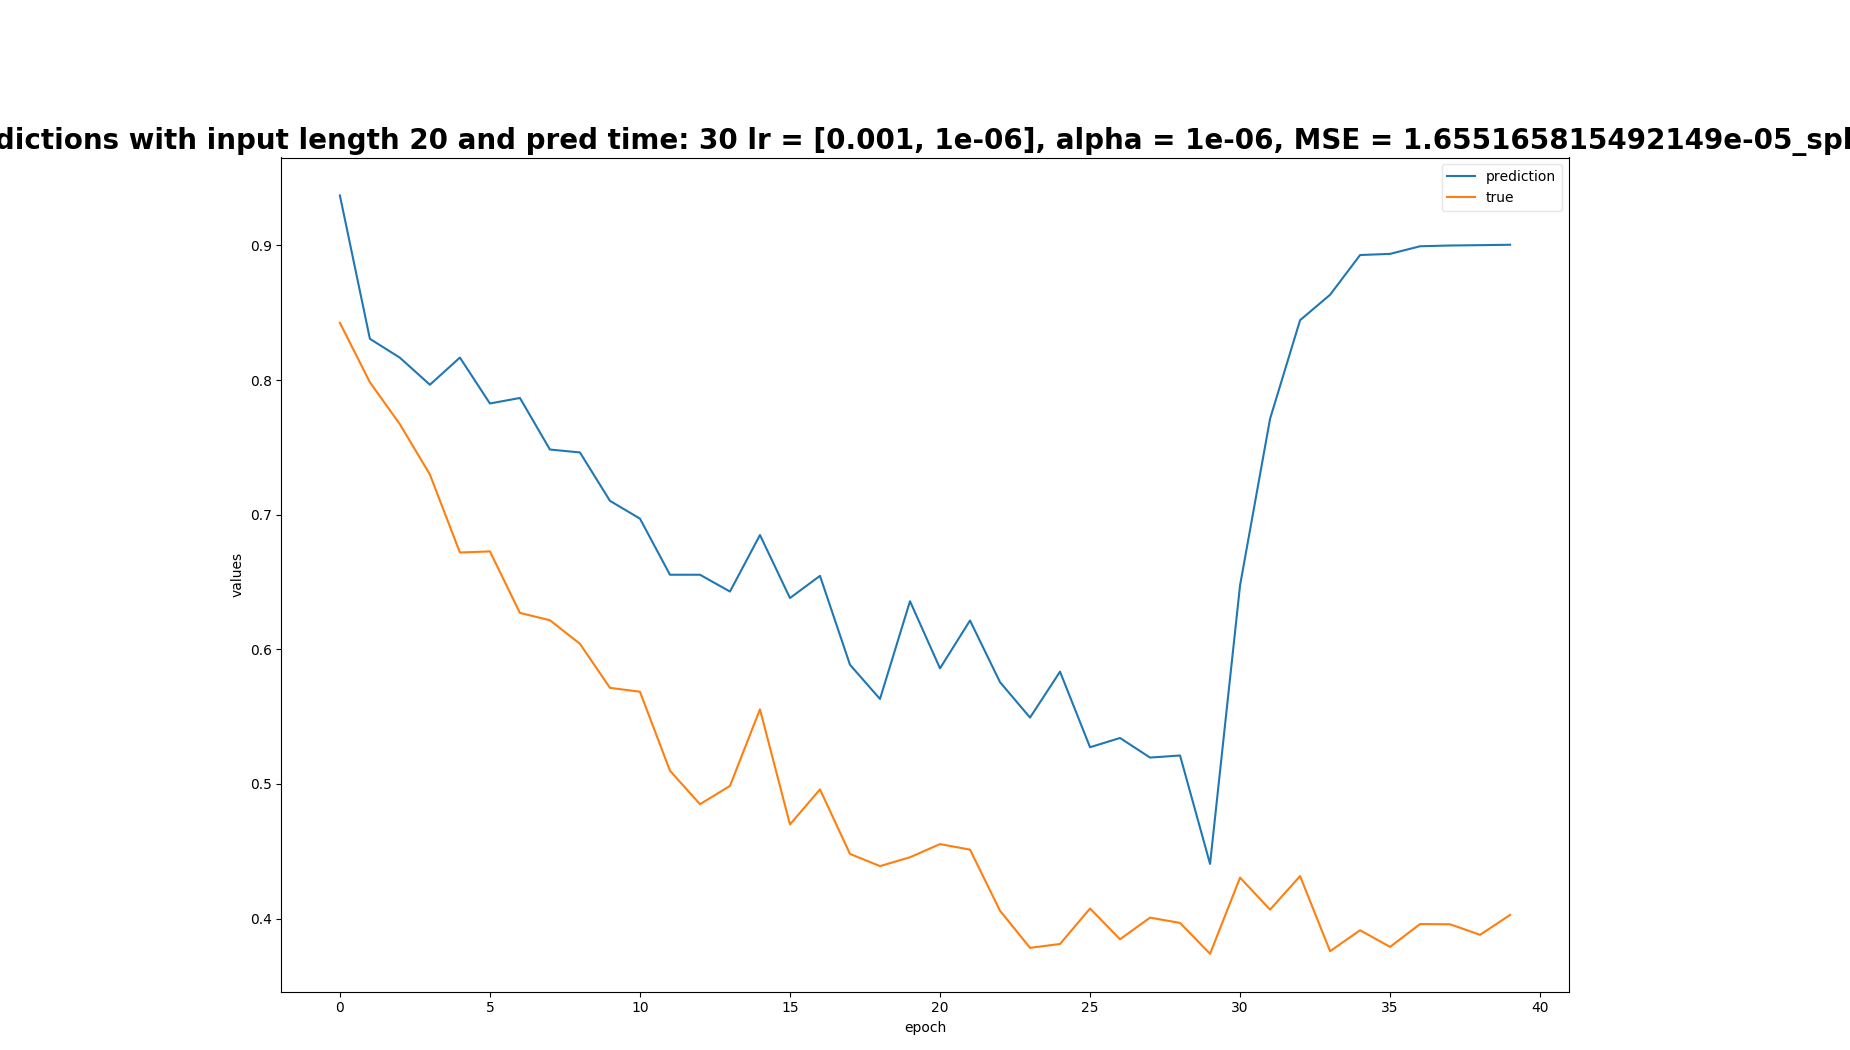 dictions with input length 20 and pred time: 30 lr = [0.001, 1e-06], alpha = 1e-06, MSE = 1.655165815492149e-05_spl
prediction
true
0.9
0.8
0.7
0.6
0.5
0.4
values
0 5 10 15 20 25 30 35 40
epoch